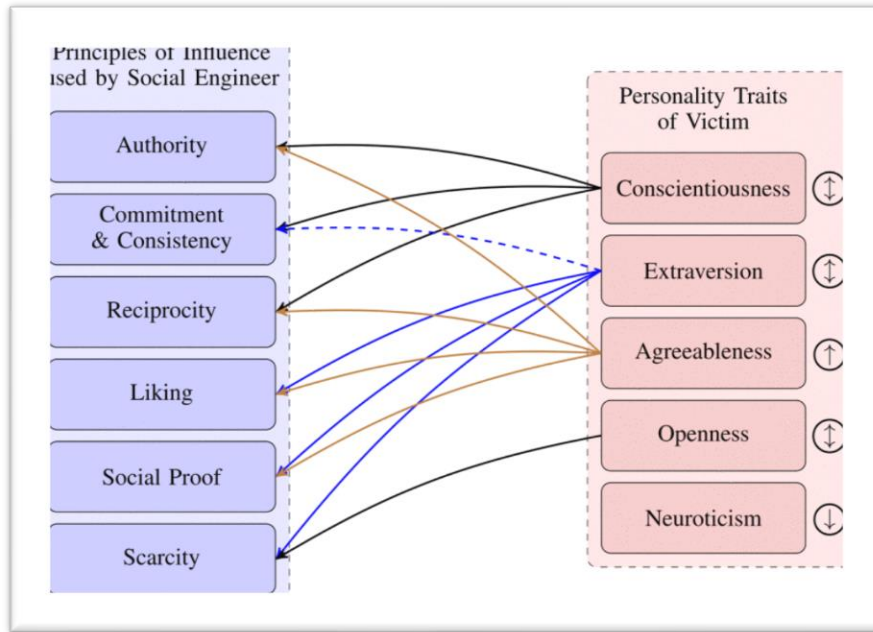 Principles of Influence
used by Social Engineer
Authority
Commitment
& Consistency
Reciprocity
Liking
Social Proof
Scarcity
Personality Traits
of Victim
Conscientiousness
Extraversion
Agreeableness
Openness
Neuroticism